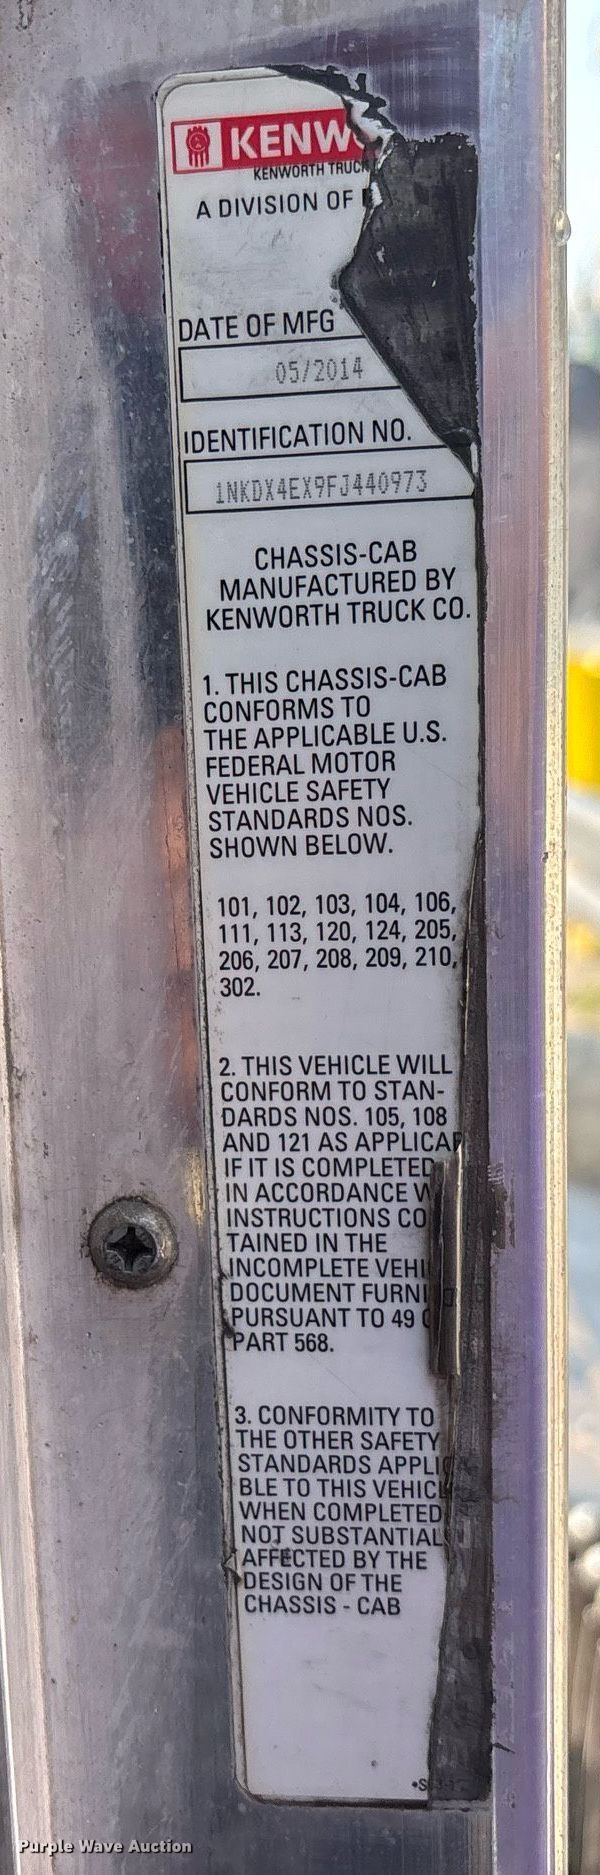 KENW
KENWORTH TRUCK
A DIVISION OF
DATE OF MFG
05/2014
IDENTIFICATION NO.
1NKDX4EX9FJ440973
CHASSIS-CAB
MANUFACTURED BY
KENWORTH TRUCK CO.
1. THIS CHASSIS-CAB
CONFORMS TO
THE APPLICABLE U.S.
FEDERAL MOTOR
VEHICLE SAFETY
STANDARDS NOS.
SHOWN BELOW.
101, 102, 103, 104, 106,
111, 113, 120, 124, 205,
206, 207, 208, 209, 210,
302.
2. THIS VEHICLE WILL
CONFORM TO STAN-
DARDS NOS. 105, 108
AND 121 AS APPLICAB
IF IT IS COMPLETED
IN ACCORDANCE W
INSTRUCTIONS CO
TAINED IN THE
INCOMPLETE VEHI
DOCUMENT FURNI
PURSUANT TO 49 C
PART 568.
3. CONFORMITY TO
THE OTHER SAFETY
STANDARDS APPLIC
BLE TO THIS VEHICL
WHEN COMPLETED
NOT SUBSTANTIAL
AFFECTED BY THE
DESIGN OF THE
CHASSIS - CAB
Purple Wave Auction